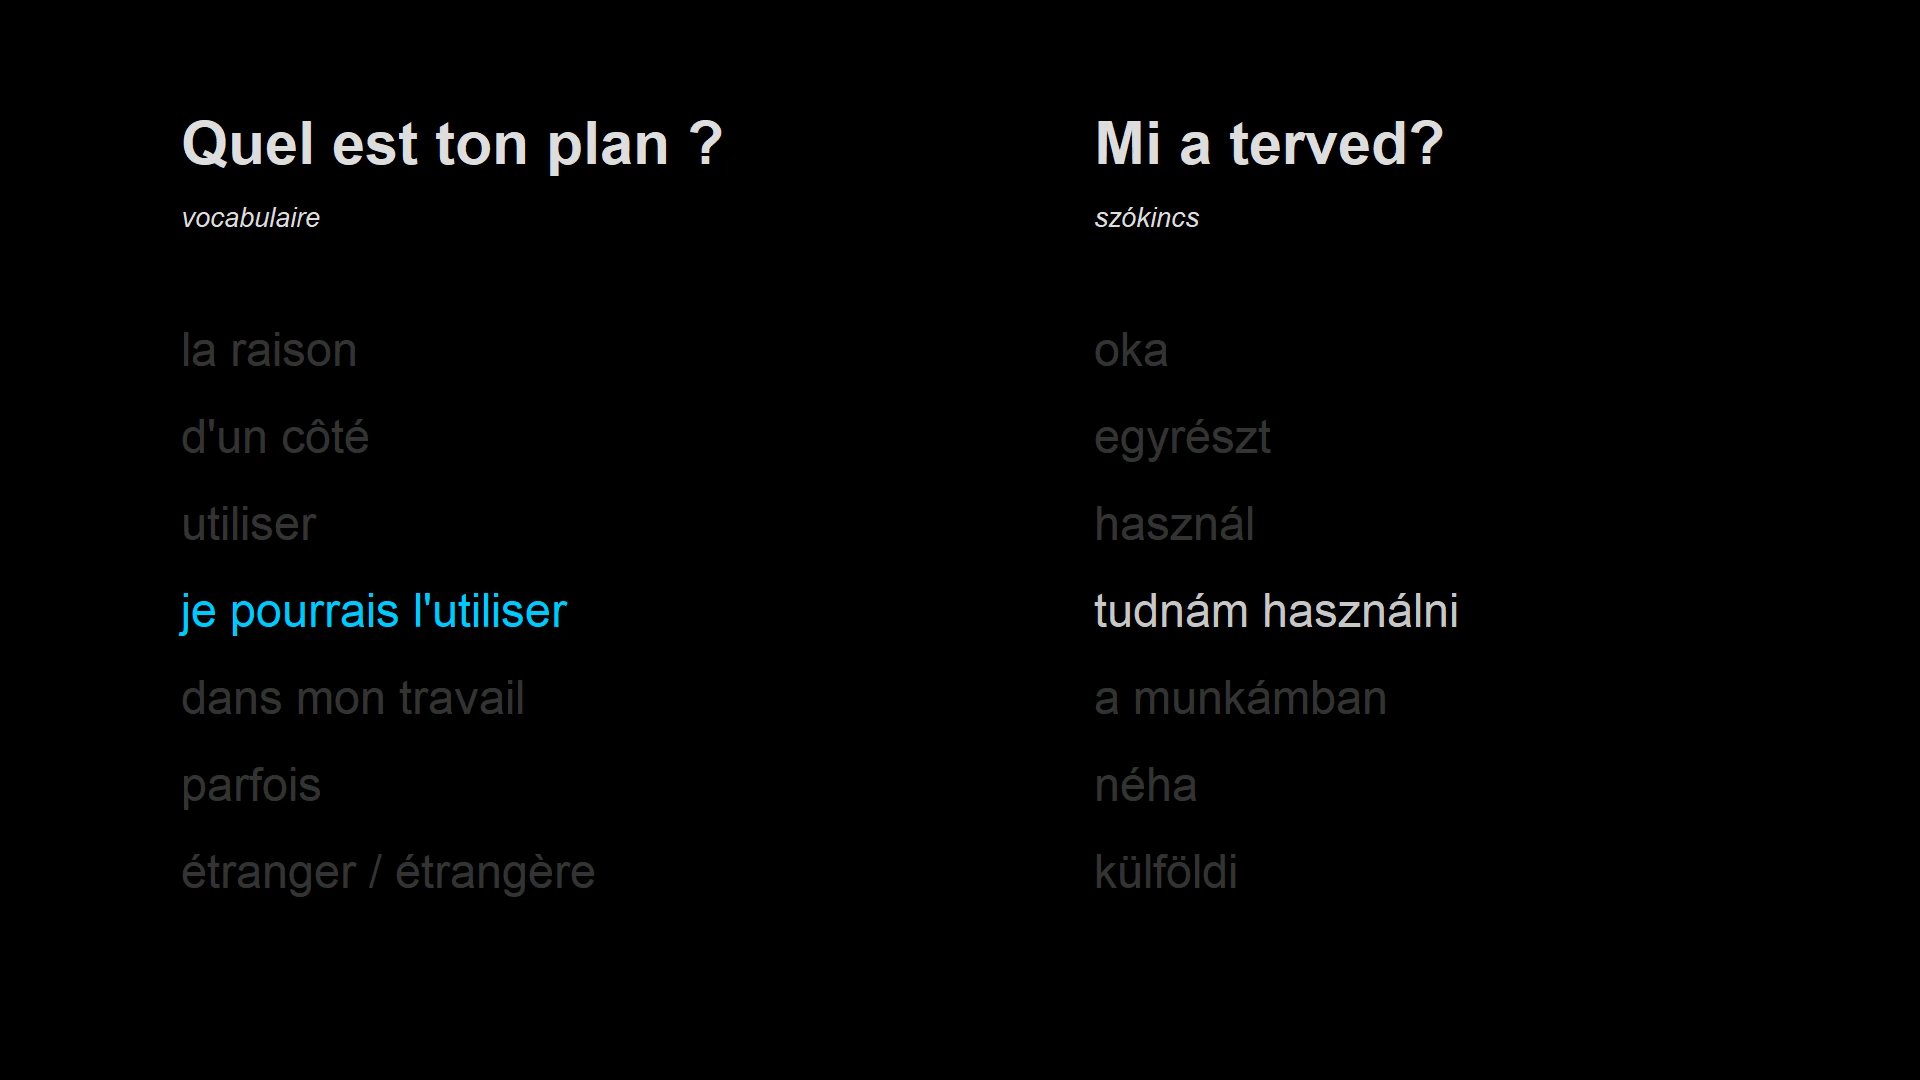 Quel est ton plan ?
vocabulaire
la raison
d'un côté
utiliser
je pourrais l'utiliser
dans mon travail
parfois
étranger / étrangère
Mi a terved?
szókincs
oka
egyrészt
használ
tudnám használni
a munkámban
néha
külföldi